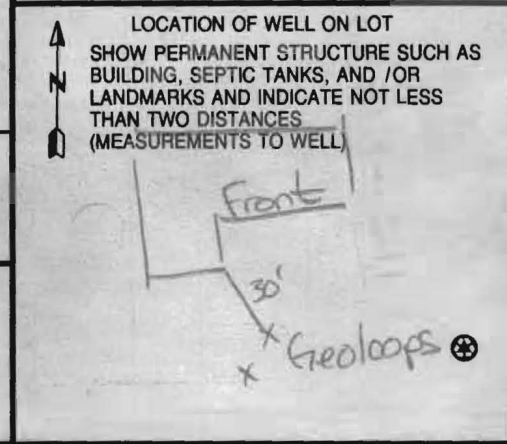 LOCATION OF WELL ON LOT
SHOW PERMANENT STRUCTURE SUCH AS
BUILDING, SEPTIC TANKS, AND /OR
LANDMARKS AND INDICATE NOT LESS
THAN TWO DISTANCES
(MEASUREMENTS TO WELL)
N
Front
30'
Geoloops